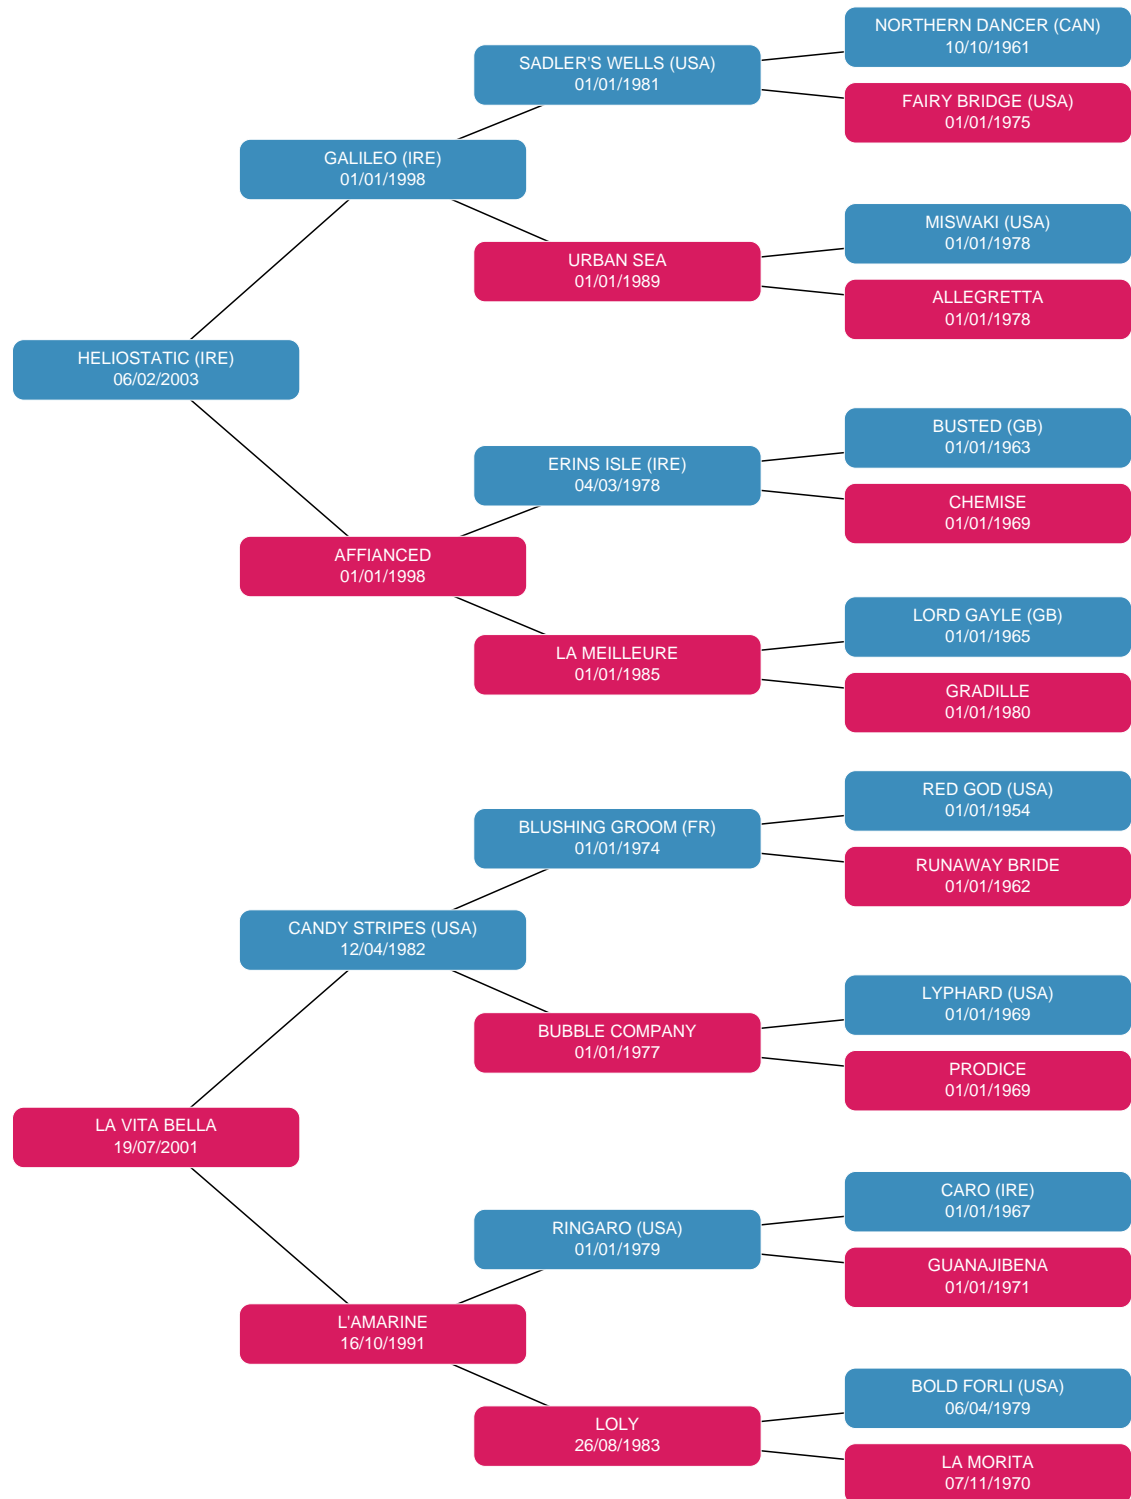 NORTHERN DANCER (CAN)
10/10/1961
SADLER'S WELLS (USA)
01/01/1981
FAIRY BRIDGE (USA)
01/01/1975
GALILEO (IRE)
01/01/1998
MISWAKI (USA)
01/01/1978
URBAN SEA
01/01/1989
ALLEGRETTA
01/01/1978
HELIOSTATIC (IRE)
06/02/2003
BUSTED (GB)
01/01/1963
ERINS ISLE (IRE)
04/03/1978
CHEMISE
01/01/1969
AFFIANCED
01/01/1998
LORD GAYLE (GB)
01/01/1965
LA MEILLEURE
01/01/1985
GRADILLE
01/01/1980
RED GOD (USA)
01/01/1954
BLUSHING GROOM (FR)
01/01/1974
RUNAWAY BRIDE
01/01/1962
CANDY STRIPES (USA)
12/04/1982
LYPHARD (USA)
01/01/1969
BUBBLE COMPANY
01/01/1977
PRODICE
01/01/1969
LA VITA BELLA
19/07/2001
CARO (IRE)
01/01/1967
RINGARO (USA)
01/01/1979
GUANAJIBENA
01/01/1971
L'AMARINE
16/10/1991
BOLD FORLI (USA)
06/04/1979
LOLY
26/08/1983
LA MORITA
07/11/1970